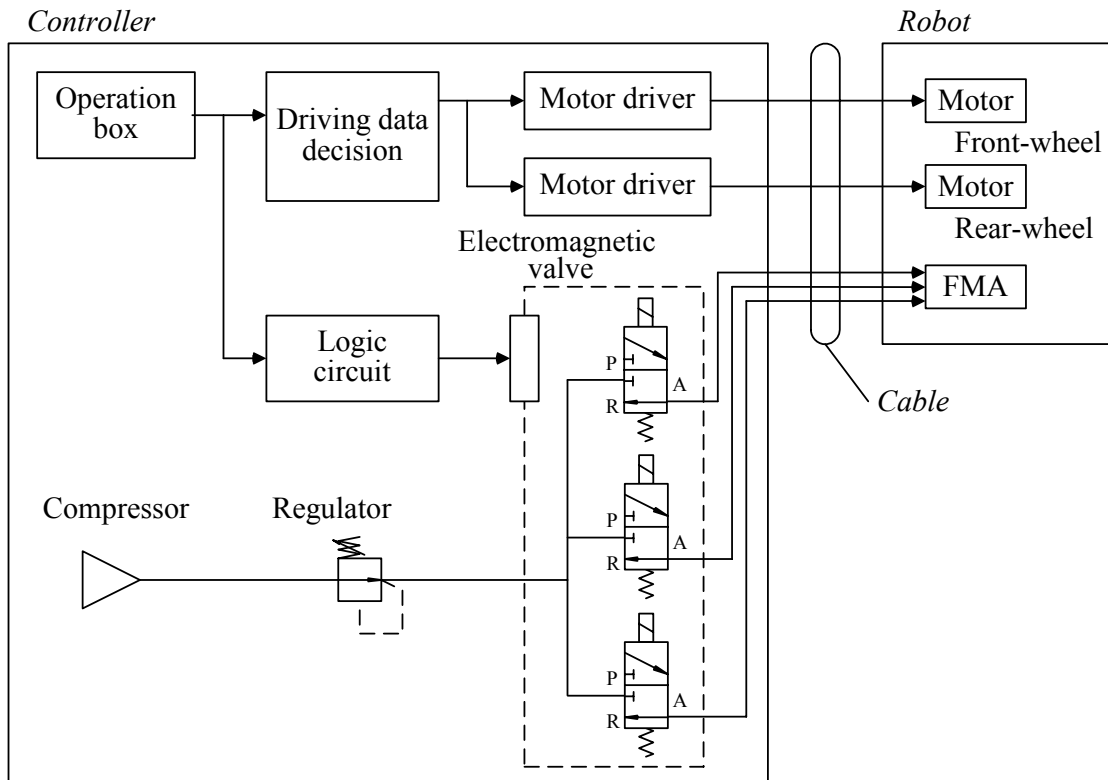 Controller
Robot
Operation
box
Driving data
decision
Motor driver
Motor
Front-wheel
Motor driver
Motor
Rear-wheel
Electromagnetic
valve
FMA
Logic
circuit
P
A
R
Cable
Compressor
Regulator
P
A
R
P
A
R